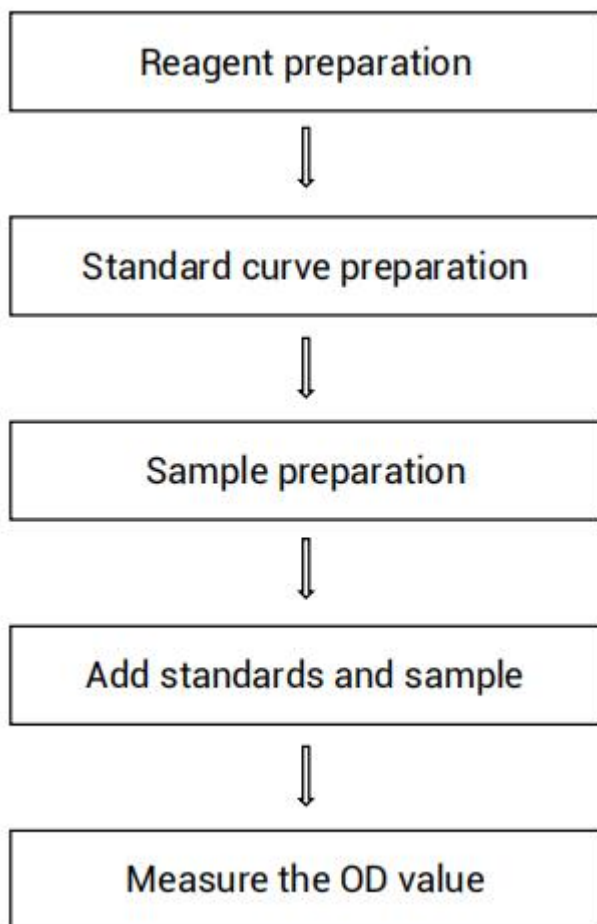 Reagent preparation
Standard curve preparation
Sample preparation
Add standards and sample
Measure the OD value